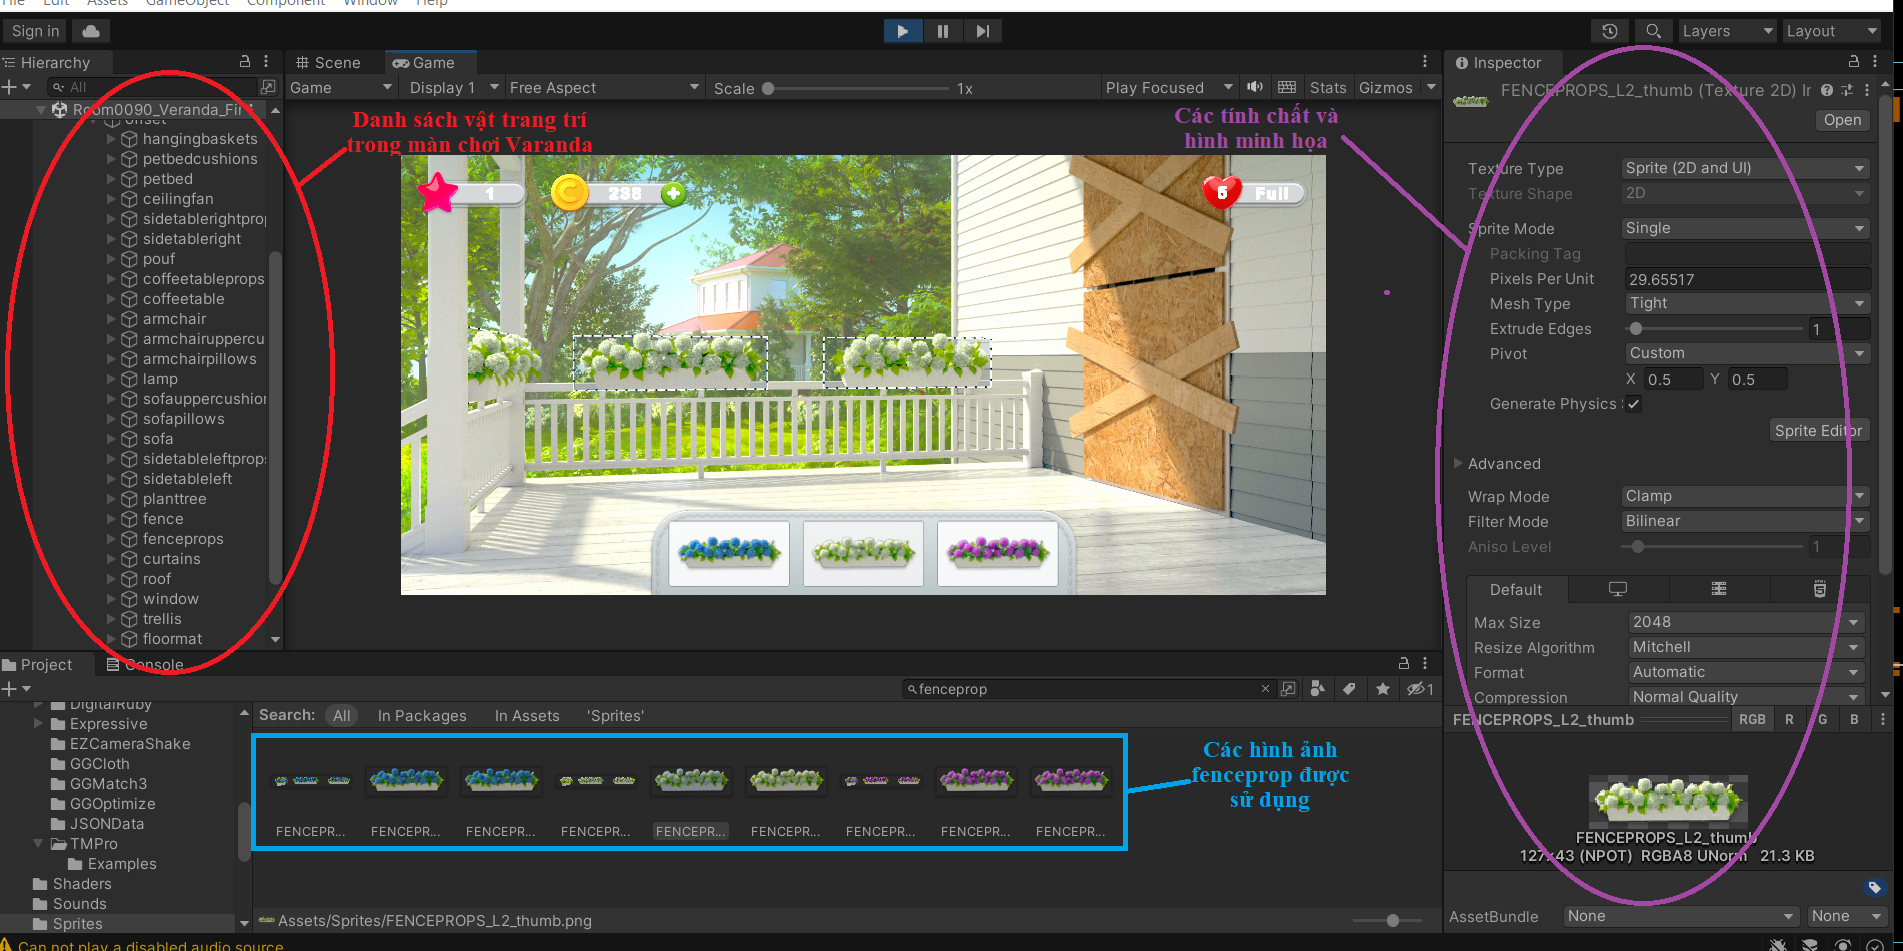 File Edit Assets GameObject Component Window Help
Sign in
Layers
Layout
Hierarchy
All
Room0090_Veranda_Fir
offset
hangingbaskets
petbedcushions
petbed
ceilingfan
sidetablerightprop
sidetableright
pouf
coffeetableprops
coffeetable
armchair
armchairuppercu
armchairpillows
lamp
sofauppercushion
sofapillows
sofa
sidetableleftprops
sidetableleft
planttree
fence
fenceprops
curtains
roof
window
trellis
floormat
Scene
Game
Game
Display 1
Free Aspect
Scale
1x
Play Focused
Stats
Gizmos
Danh sách vật trang trí
trong màn chơi Varanda
Các tính chất và
hình minh họa
1
298
6
Full
Inspector
FENCEPROPS_L2_thumb (Texture 2D) Ir
Open
Texture Type
Sprite (2D and UI)
Texture Shape
2D
Sprite Mode
Single
Packing Tag
Pixels Per Unit
29.65517
Mesh Type
Tight
Extrude Edges
1
Pivot
Custom
X 0.5 Y 0.5
Generate Physics S
Sprite Editor
Advanced
Wrap Mode
Clamp
Filter Mode
Bilinear
Aniso Level
1
Default
Max Size
2048
Resize Algorithm
Mitchell
Format
Automatic
Compression
Normal Quality
FENCEPROPS_L2_thumb
RGB R G B
FENCEPROPS_L2_thumb
127x43 (NPOT) RGBA8 UNorm 21.3 KB
AssetBundle
None
None
Project
Console
fenceprop
1
Search: All In Packages In Assets 'Sprites'
DigitalRuby
Expressive
EZCameraShake
GGCloth
GGMatch3
GGOptimize
JSONData
TMPro
Examples
Shaders
Sounds
Sprites
FENCEPR...
FENCEPR...
FENCEPR...
FENCEPR...
FENCEPR...
FENCEPR...
FENCEPR...
FENCEPR...
FENCEPR...
Các hình ảnh
fenceprop được
sử dụng
Assets/Sprites/FENCEPROPS_L2_thumb.png
Can not play a disabled audio source